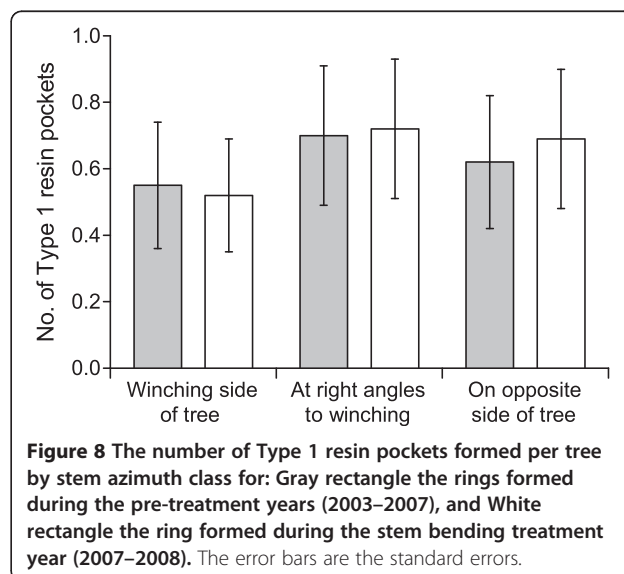 1.0
0.8
0.6
0.4
0.2
0.0
No. of Type 1 resin pockets
Winching side
of tree
At right angles
to winching
On opposite
side of tree
Figure 8 The number of Type 1 resin pockets formed per tree
by stem azimuth class for: Gray rectangle the rings formed
during the pre-treatment years (2003–2007), and White
rectangle the ring formed during the stem bending treatment
year (2007–2008). The error bars are the standard errors.